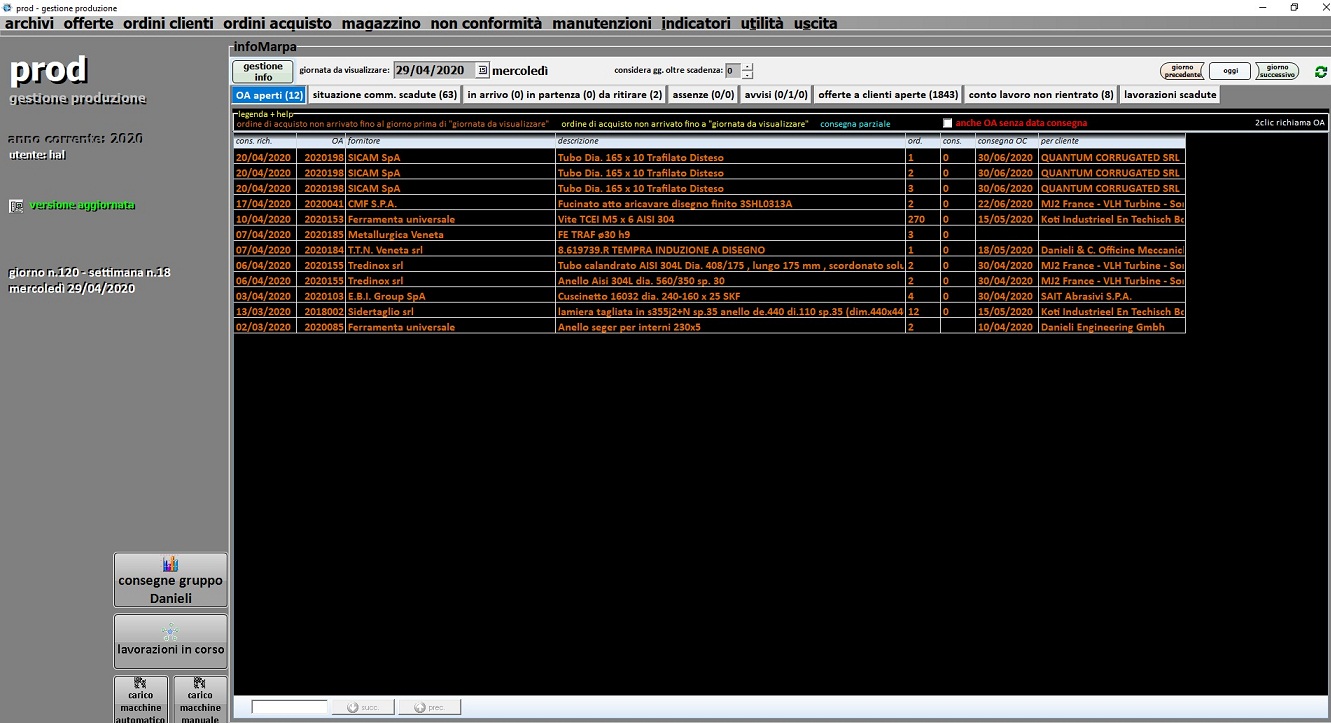 prod - gestione produzione
archivi offerte ordini clienti ordini acquisto magazzino non conformità manutenzioni indicatori utilità uscita
prod
gestione produzione
anno corrente: 2020
utente: hal
versione aggiornata
giorno n.120 - settimana n.18
mercoledì 29/04/2020
consegne gruppo
Danieli
lavorazioni in corso
carico
macchine
automatico
carico
macchine
manuale
infoMarpa
gestione
info
giornata da visualizzare: 29/04/2020 mercoledì considera gg. oltre scadenza: 0
giorno
precedente
oggi
giorno
successivo
OA aperti (12) situazione comm. scadute (63) in arrivo (0) in partenza (0) da ritirare (2) assenze (0/0) avvisi (0/1/0) offerte a clienti aperte (1843) conto lavoro non rientrato (8) lavorazioni scadute
legenda + help
ordine di acquisto non arrivato fino al giorno prima di "giornata da visualizzare" ordine di acquisto non arrivato fino a "giornata da visualizzare" consegna parziale anche OA senza data consegna 2clic richiama OA
cons. rich. OA fornitore descrizione ord. cons. consegna OC per cliente
20/04/2020 2020198 SICAM SpA Tubo Dia. 165 x 10 Trafilato Disteso 1 0 30/06/2020 QUANTUM CORRUGATED SRL
20/04/2020 2020198 SICAM SpA Tubo Dia. 165 x 10 Trafilato Disteso 2 0 30/06/2020 QUANTUM CORRUGATED SRL
20/04/2020 2020198 SICAM SpA Tubo Dia. 165 x 10 Trafilato Disteso 3 0 30/06/2020 QUANTUM CORRUGATED SRL
17/04/2020 2020041 CMF S.P.A. Fucinato atto aricavare disegno finito 3SHL0313A 2 0 22/06/2020 MJ2 France - VLH Turbine - Sou
10/04/2020 2020153 Ferramenta universale Vite TCEI M5 x 6 AISI 304 270 0 15/05/2020 Koti Industrieel En Techisch Bo
07/04/2020 2020185 Metallurgica Veneta FE TRAF ø30 h9 3 0
07/04/2020 2020184 T.T.N. Veneta srl 8.619739.R TEMPRA INDUZIONE A DISEGNO 1 0 18/05/2020 Danieli & C. Officine Meccanic
06/04/2020 2020155 Tredinox srl Tubo calandrato AISI 304L Dia. 408/175 , lungo 175 mm , scordonato solu 2 0 30/04/2020 MJ2 France - VLH Turbine - Sou
06/04/2020 2020155 Tredinox srl Anello Aisi 304L dia. 560/350 sp. 30 2 0 30/04/2020 MJ2 France - VLH Turbine - Sou
03/04/2020 2020103 E.B.I. Group SpA Cuscinetto 16032 dia. 240-160 x 25 SKF 4 0 30/04/2020 SAIT Abrasivi S.P.A.
13/03/2020 2018002 Sidertaglio srl lamiera tagliata in s355j2+N sp.35 anello de.440 di.110 sp.35 (dim.440x44 12 0 15/05/2020 Koti Industrieel En Techisch Bo
02/03/2020 2020085 Ferramenta universale Anello seger per interni 230x5 2 10/04/2020 Danieli Engineering Gmbh
succ. prec.